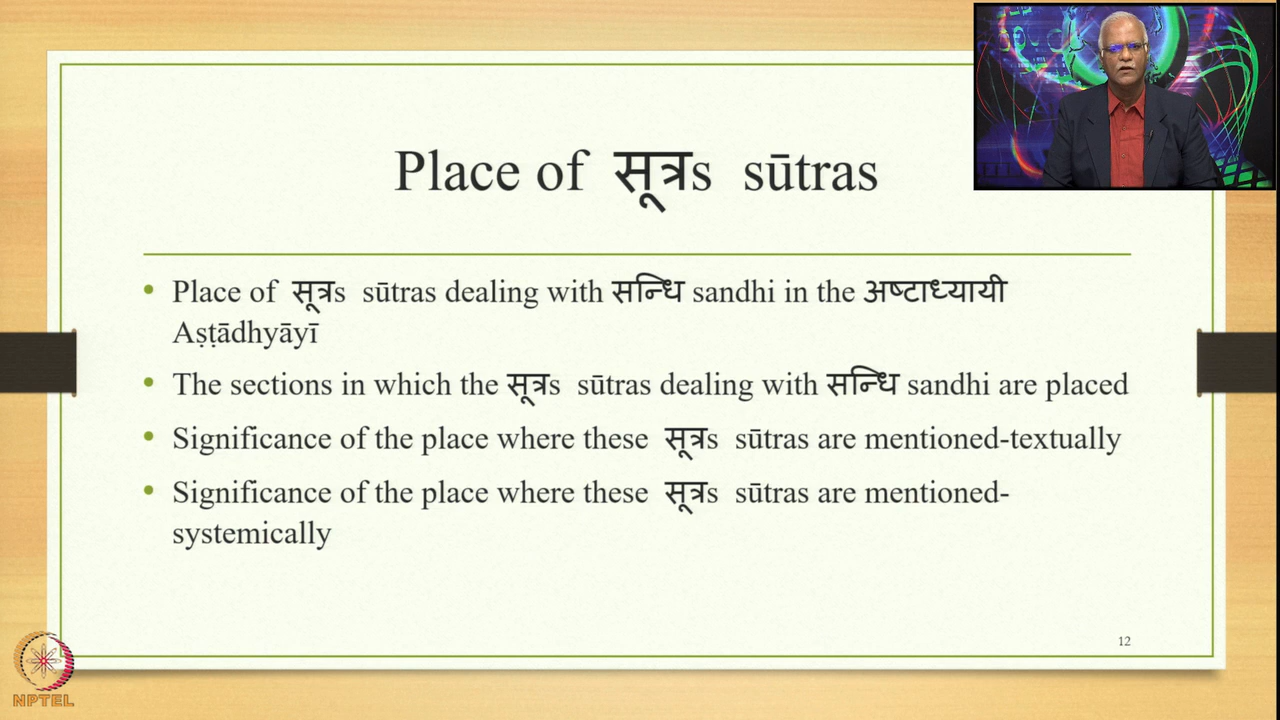 Place of सूत्रs sūtras
• Place of सूत्रs sūtras dealing with सन्धि sandhi in the अष्टाध्यायी
Aṣṭādhyāyī
• The sections in which the सूत्रs sūtras dealing with सन्धि sandhi are placed
• Significance of the place where these सूत्रs sūtras are mentioned-textually
• Significance of the place where these सूत्रs sūtras are mentioned-
systemically
12
NPTEL